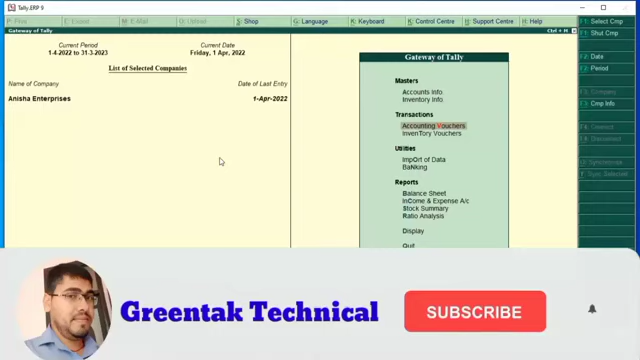 Tally.ERP 9
P: Print E: Export M: E-Mail O: Upload S: Shop G: Language K: Keyboard K: Control Centre H: Support Centre H: Help
F1: Select Cmp
F1: Shut Cmp
Gateway of Tally Ctrl + M
Current Period Current Date
1-4-2022 to 31-3-2023 Friday, 1 Apr, 2022
List of Selected Companies
Name of Company Date of Last Entry
Anisha Enterprises 1-Apr-2022
Gateway of Tally
Masters
Accounts Info
Inventory Info
Transactions
Accounting Vouchers
InvenTory Vouchers
Utilities
ImpOrt of Data
BaNking
Reports
Balance Sheet
InCome & Expense A/c
Stock Summary
Ratio Analysis
Display
Quit
F2: Date
F2: Period
F3: Company
F3: Cmp Info
F4: Connect
F4: Disconnect
Greentak Technical
SUBSCRIBE